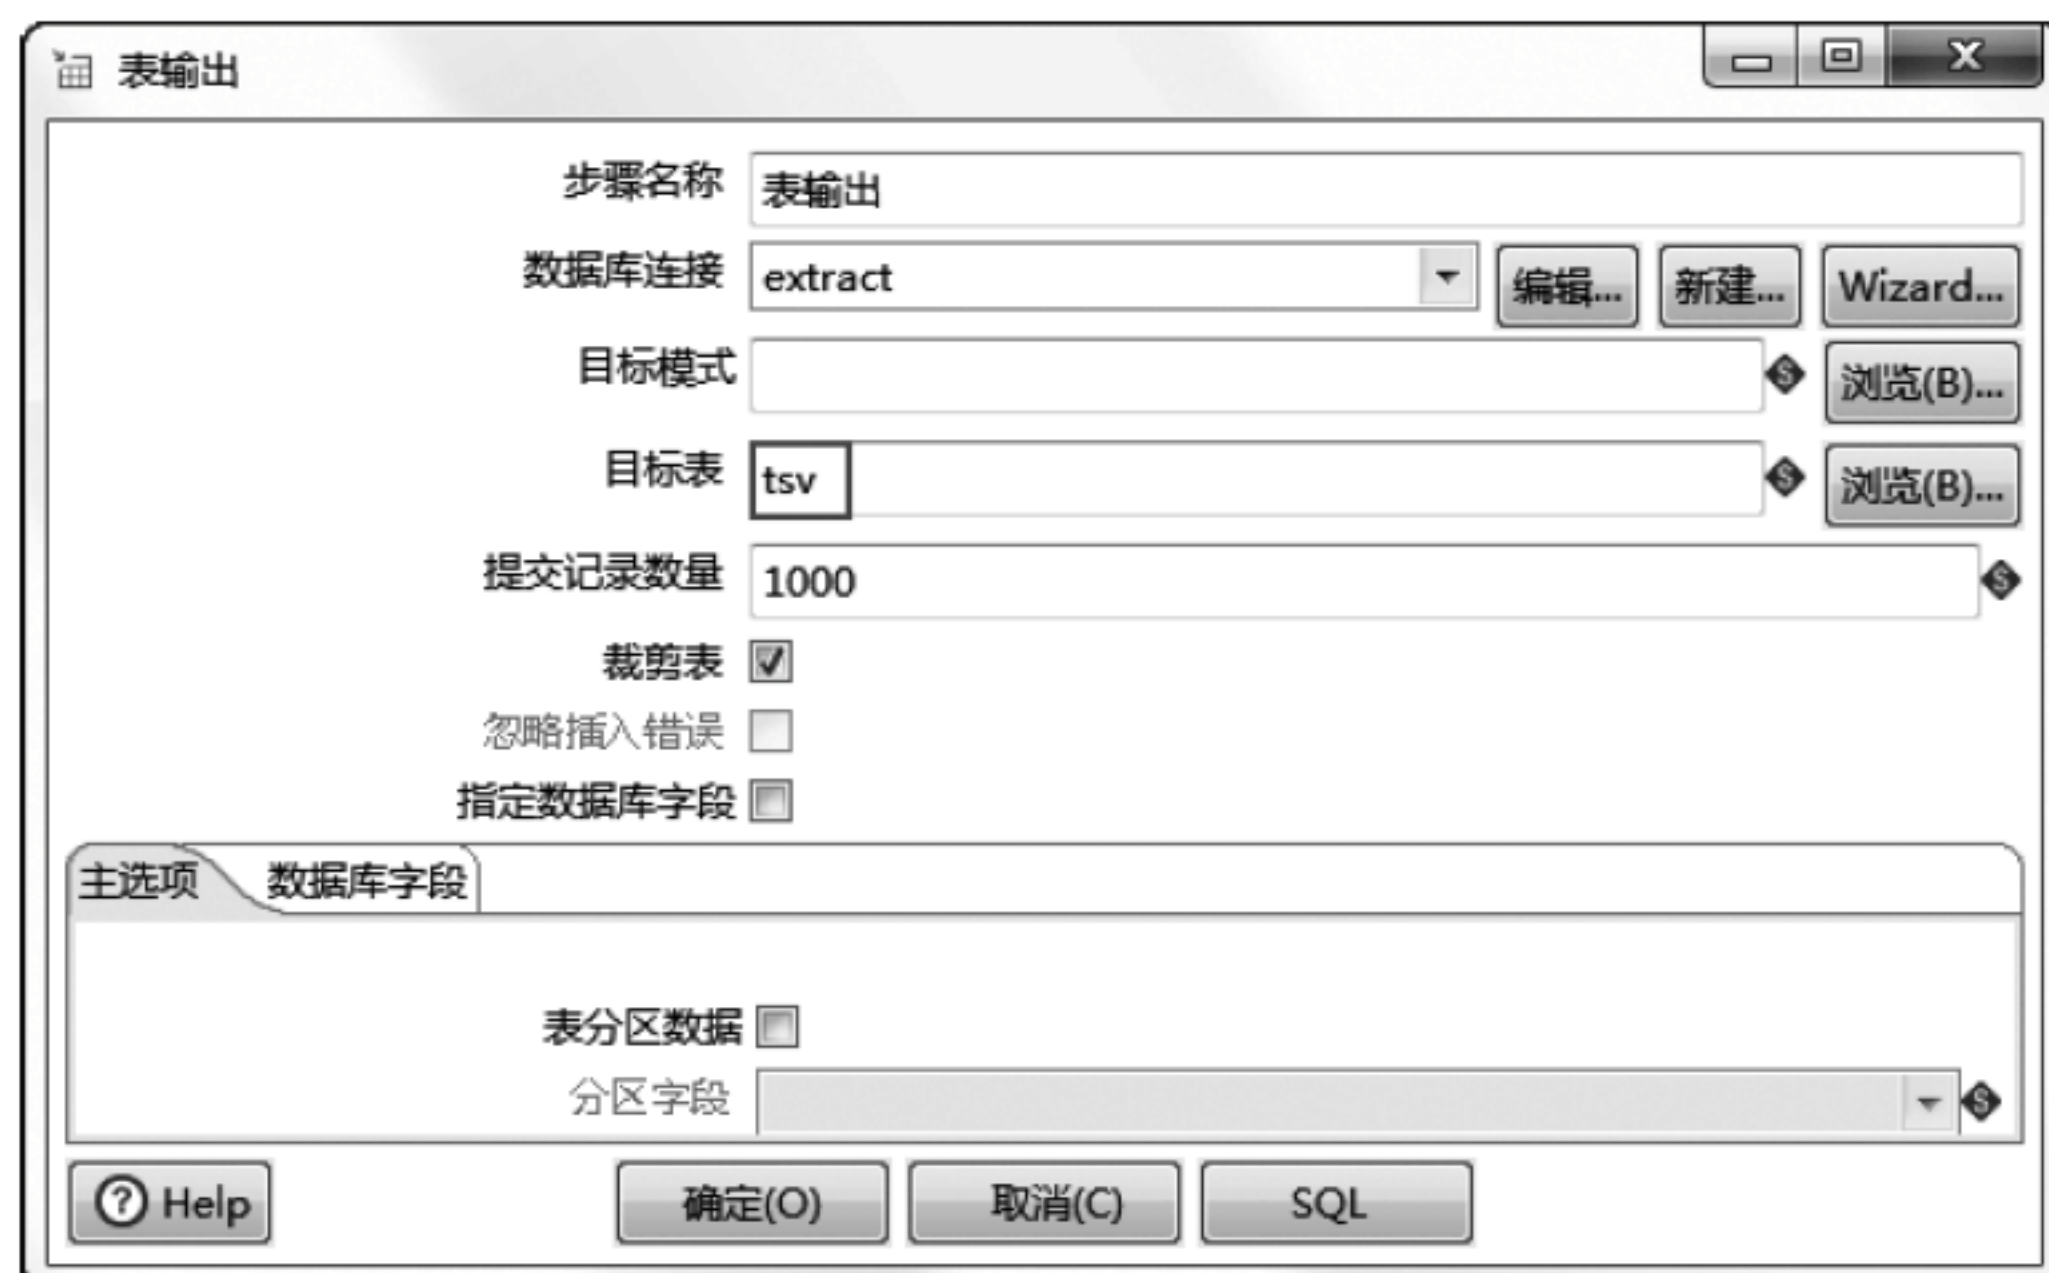 表输出
步骤名称 表输出
数据库连接 extract 编辑... 新建... Wizard...
目标模式 浏览(B)...
目标表 tsv 浏览(B)...
提交记录数量 1000
裁剪表
忽略插入错误
指定数据库字段
主选项 数据库字段
表分区数据
分区字段
Help 确定(O) 取消(C) SQL